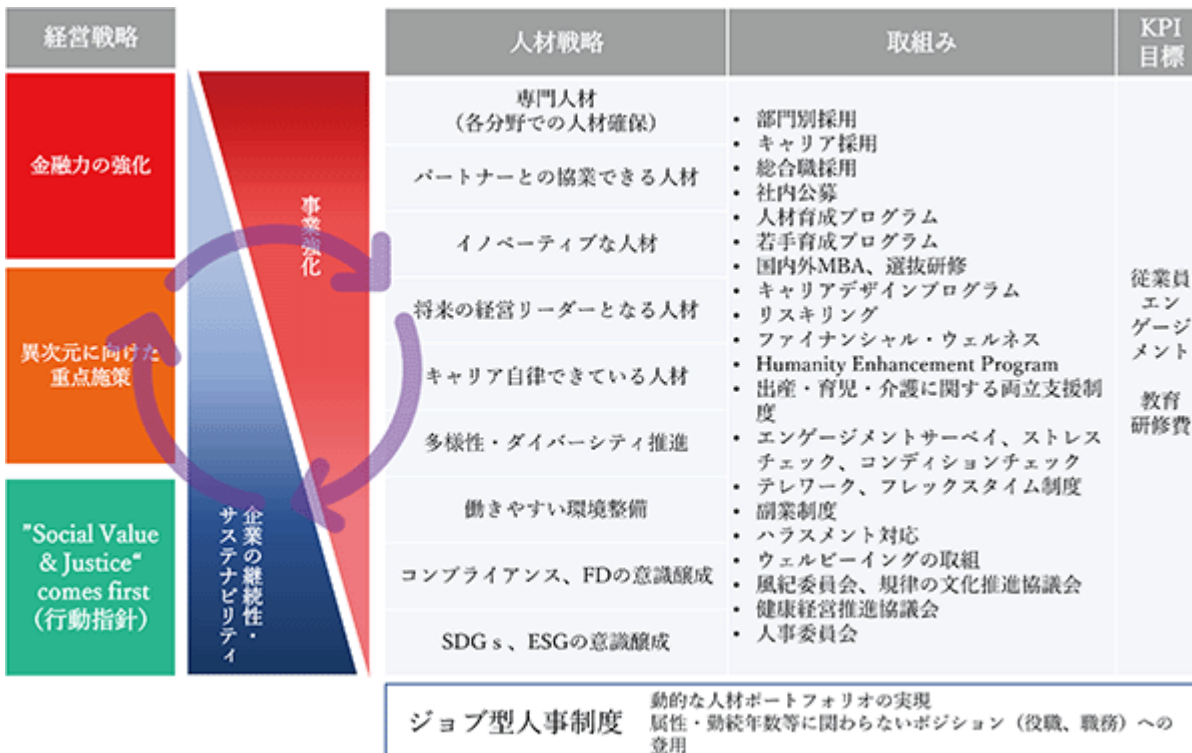 経営戦略
金融力の強化
異次元に向けた
重点施策
”Social Value
& Justice“
comes first
(行動指針)
事業強化
企業の継続性・
サステナビリティ
人材戦略
専門人材
(各分野での人材確保)
パートナーとの協業できる人材
イノベーティブな人材
将来の経営リーダーとなる人材
キャリア自律できている人材
多様性・ダイバーシティ推進
働きやすい環境整備
コンプライアンス、FDの意識醸成
SDGs、ESGの意識醸成
取組み
• 部門別採用
• キャリア採用
• 総合職採用
• 社内公募
• 人材育成プログラム
• 若手育成プログラム
• 国内外MBA、選抜研修
• キャリアデザインプログラム
• リスキリング
• ファイナンシャル・ウェルネス
• Humanity Enhancement Program
• 出産・育児・介護に関する両立支援制
度
• エンゲージメントサーベイ、ストレス
チェック、コンディションチェック
• テレワーク、フレックスタイム制度
• 副業制度
• ハラスメント対応
• ウェルビーイングの取組
• 風紀委員会、規律の文化推進協議会
• 健康経営推進協議会
• 人事委員会
KPI
目標
従業員
エン
ゲージ
メント
教育
研修費
ジョブ型人事制度
動的な人材ポートフォリオの実現
属性・勤続年数等に関わらないポジション（役職、職務）への
登用